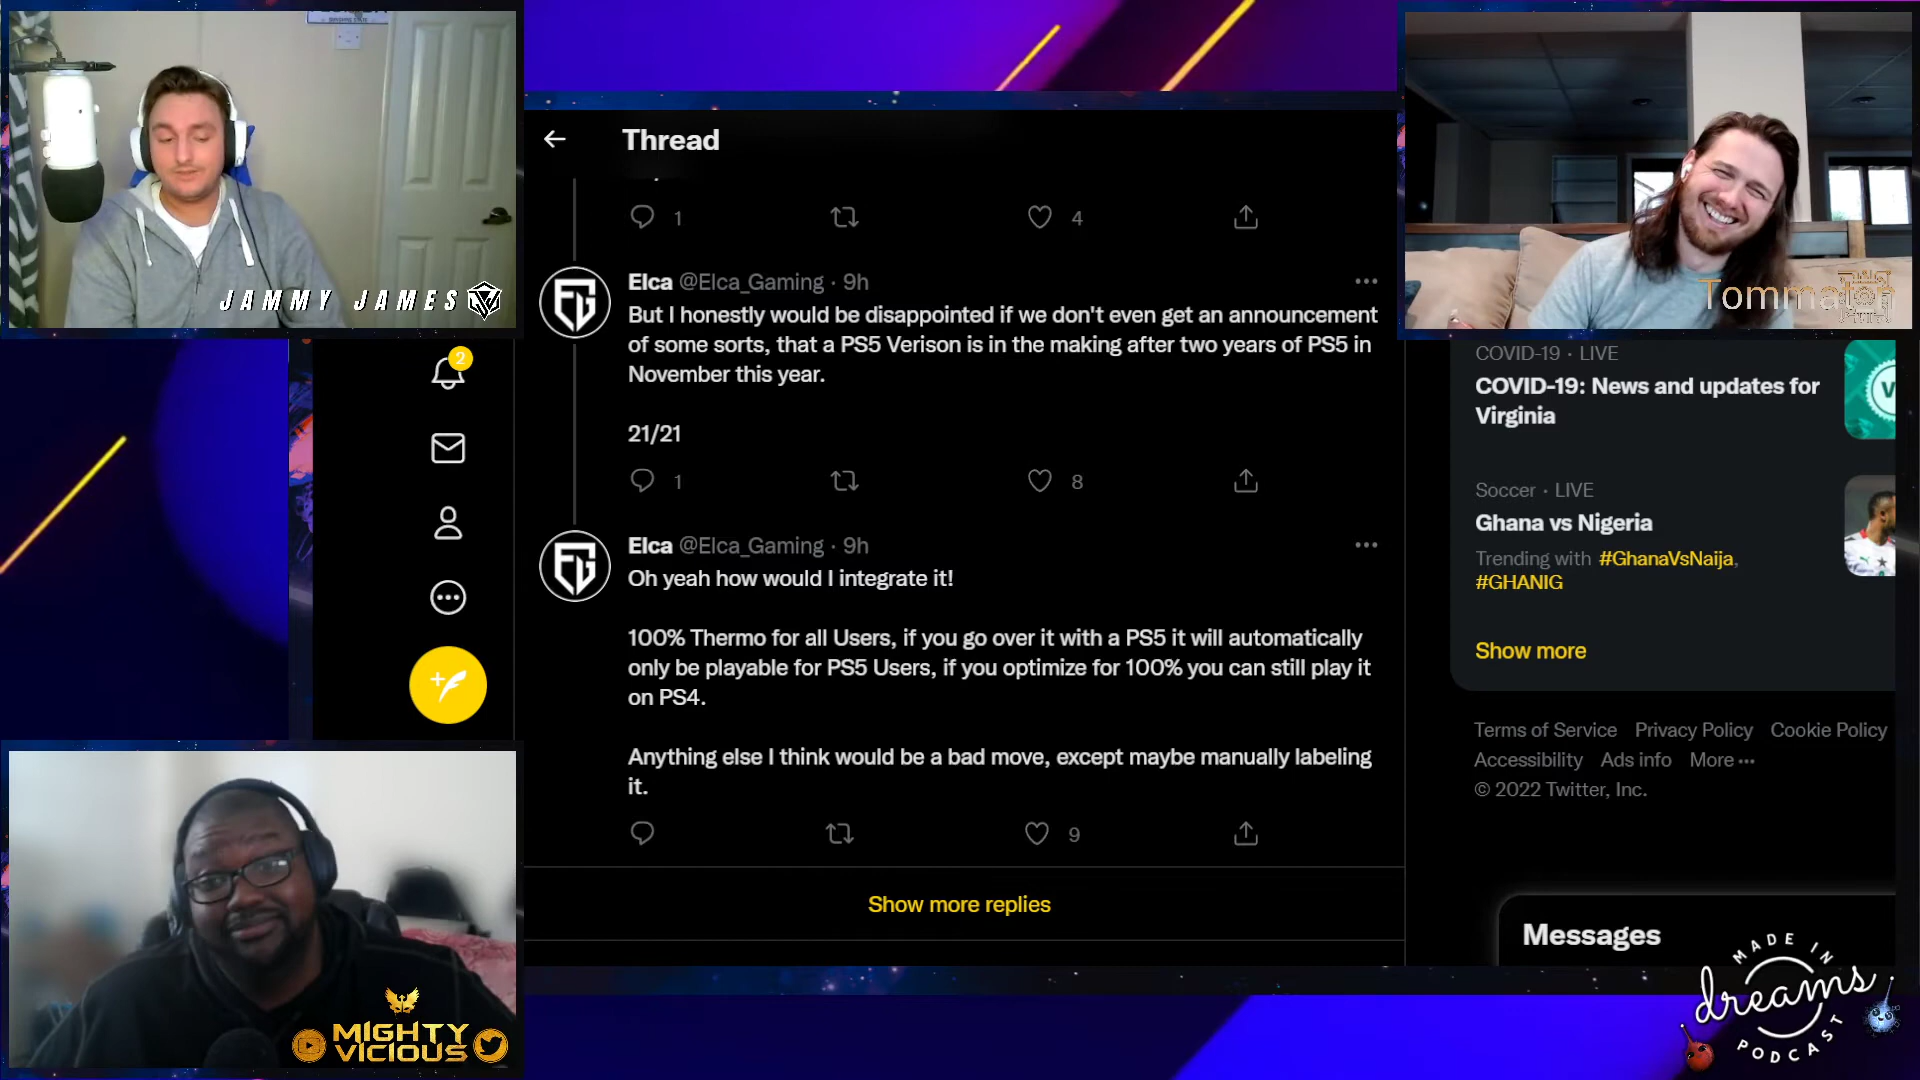 Thread
1
4
Elca @Elca_Gaming · 9h
But I honestly would be disappointed if we don't even get an announcement
of some sorts, that a PS5 Verison is in the making after two years of PS5 in
November this year.
21/21
1
8
Elca @Elca_Gaming · 9h
Oh yeah how would I integrate it!
100% Thermo for all Users, if you go over it with a PS5 it will automatically
only be playable for PS5 Users, if you optimize for 100% you can still play it
on PS4.
Anything else I think would be a bad move, except maybe manually labeling
it.
9
Show more replies
JAMMY JAMES
2
MIGHTY
VICIOUS
COVID-19 · LIVE
COVID-19: News and updates for
Virginia
V
Soccer · LIVE
Ghana vs Nigeria
Trending with #GhanaVsNaija,
#GHANIG
Show more
Terms of Service Privacy Policy Cookie Policy
Accessibility Ads info More
© 2022 Twitter, Inc.
Messages
MADE IN
dreams
PODCAST